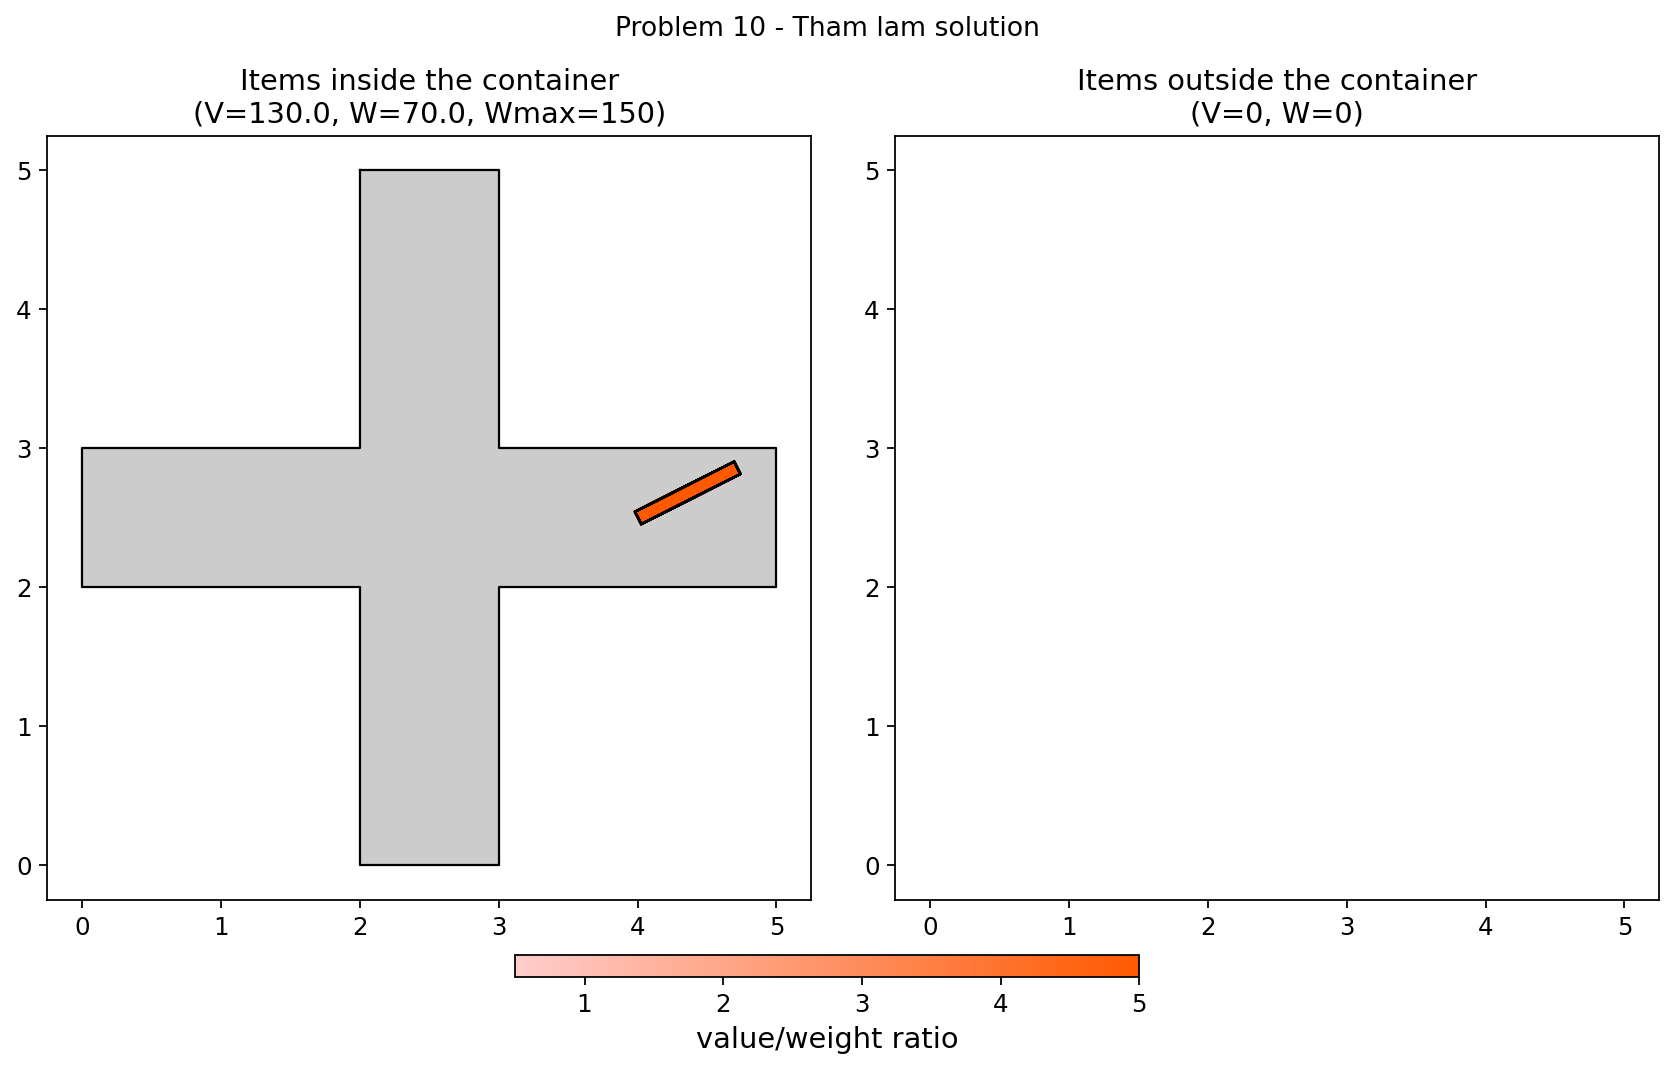 Problem 10 - Tham lam solution
Items inside the container
(V=130.0, W=70.0, Wmax=150)
5
4
3
2
1
0
0 1 2 3 4 5
Items outside the container
(V=0, W=0)
5
4
3
2
1
0
0 1 2 3 4 5
1 2 3 4 5
value/weight ratio